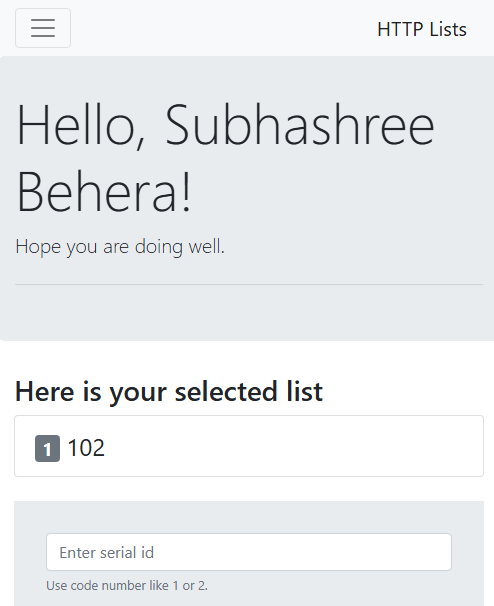 HTTP Lists
Hello, Subhashree
Behera!
Hope you are doing well.
Here is your selected list
1 102
Enter serial id
Use code number like 1 or 2.